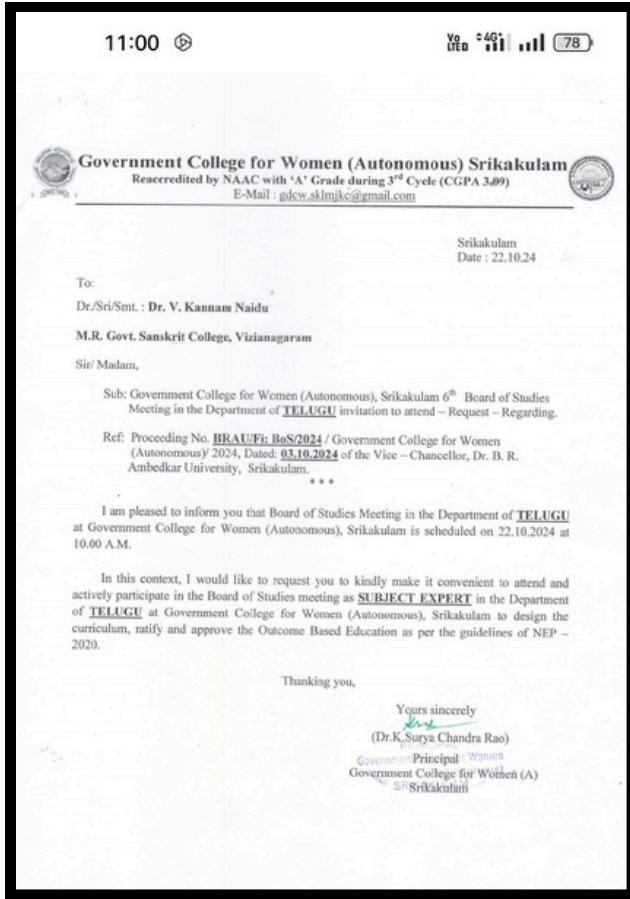 11:00
Vo LTED 4G+ 78
Government College for Women (Autonomous) Srikakulam
Reaccredited by NAAC with 'A' Grade during 3rd Cycle (CGPA 3.09)
E-Mail : gdcw.sklmjkc@gmail.com
Srikakulam
Date : 22.10.24
To:
Dr./Sri/Smt. : Dr. V. Kannam Naidu
M.R. Govt. Sanskrit College, Vizianagaram
Sir/ Madam,
Sub: Government College for Women (Autonomous), Srikakulam 6th Board of Studies
Meeting in the Department of TELUGU invitation to attend – Request – Regarding.
Ref: Proceeding No. BRAU/Fi: BoS/2024 / Government College for Women
(Autonomous)/ 2024, Dated: 03.10.2024 of the Vice – Chancellor, Dr. B. R.
Ambedkar University, Srikakulam.
* * *
I am pleased to inform you that Board of Studies Meeting in the Department of TELUGU
at Government College for Women (Autonomous), Srikakulam is scheduled on 22.10.2024 at
10.00 A.M.
In this context, I would like to request you to kindly make it convenient to attend and
actively participate in the Board of Studies meeting as SUBJECT EXPERT in the Department
of TELUGU at Government College for Women (Autonomous), Srikakulam to design the
curriculum, ratify and approve the Outcome Based Education as per the guidelines of NEP –
2020.
Thanking you,
Yours sincerely
(Dr.K.Surya Chandra Rao)
PRINCIPAL
Principal
Government College for Women (A)
Srikakulam